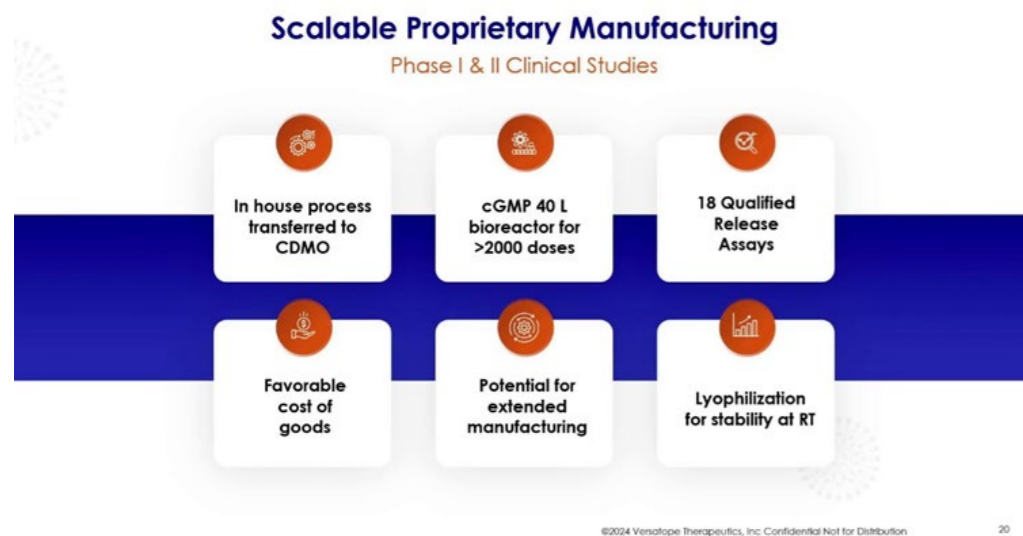 Scalable Proprietary Manufacturing
Phase I & II Clinical Studies
In house process
transferred to
CDMO
cGMP 40 L
bioreactor for
>2000 doses
18 Qualified
Release
Assays
Favorable
cost of
goods
Potential for
extended
manufacturing
Lyophilization
for stability at RT
©2024 Versatope Therapeutics, Inc Confidential Not for Distribution
20